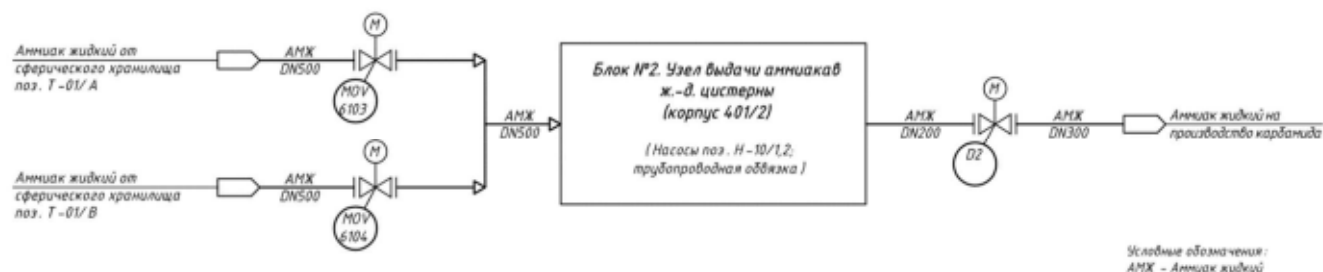 Аммиак жидкий от
сферического хранилища
поз. Т-01/А
АМЖ
DN500
М
MOV
6103
Аммиак жидкий от
сферического хранилища
поз. Т-01/В
АМЖ
DN500
М
MOV
6104
АМЖ
DN500
Блок №2. Узел выдачи аммиакав
ж.-д. цистерны
(корпус 401/2)
(Насосы поз. Н-10/1,2;
трубопроводная обвязка)
АМЖ
DN200
М
D2
АМЖ
DN300
Аммиак жидкий на
производство карбамида
Условные обозначения:
АМЖ - Аммиак жидкий